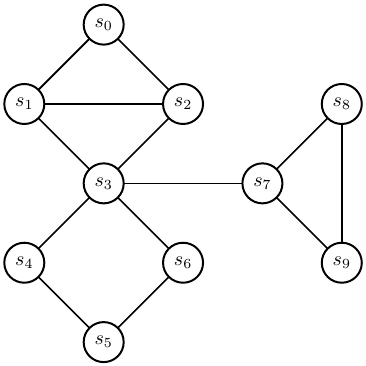 s₀
s₁ s₂ s₈
s₃ s₇
s₄ s₆ s₉
s₅